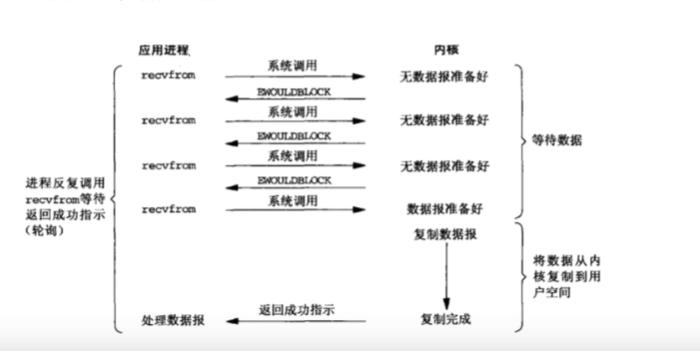 应用进程
内核
recvfrom
系统调用
无数据报准备好
EWOULDBLOCK
recvfrom
系统调用
无数据报准备好
EWOULDBLOCK
等待数据
recvfrom
系统调用
无数据报准备好
进程反复调用
recvfrom等待
返回成功指示
(轮询)
EWOULDBLOCK
recvfrom
系统调用
数据报准备好
复制数据报
将数据从内
核复制到用
户空间
处理数据报
返回成功指示
复制完成